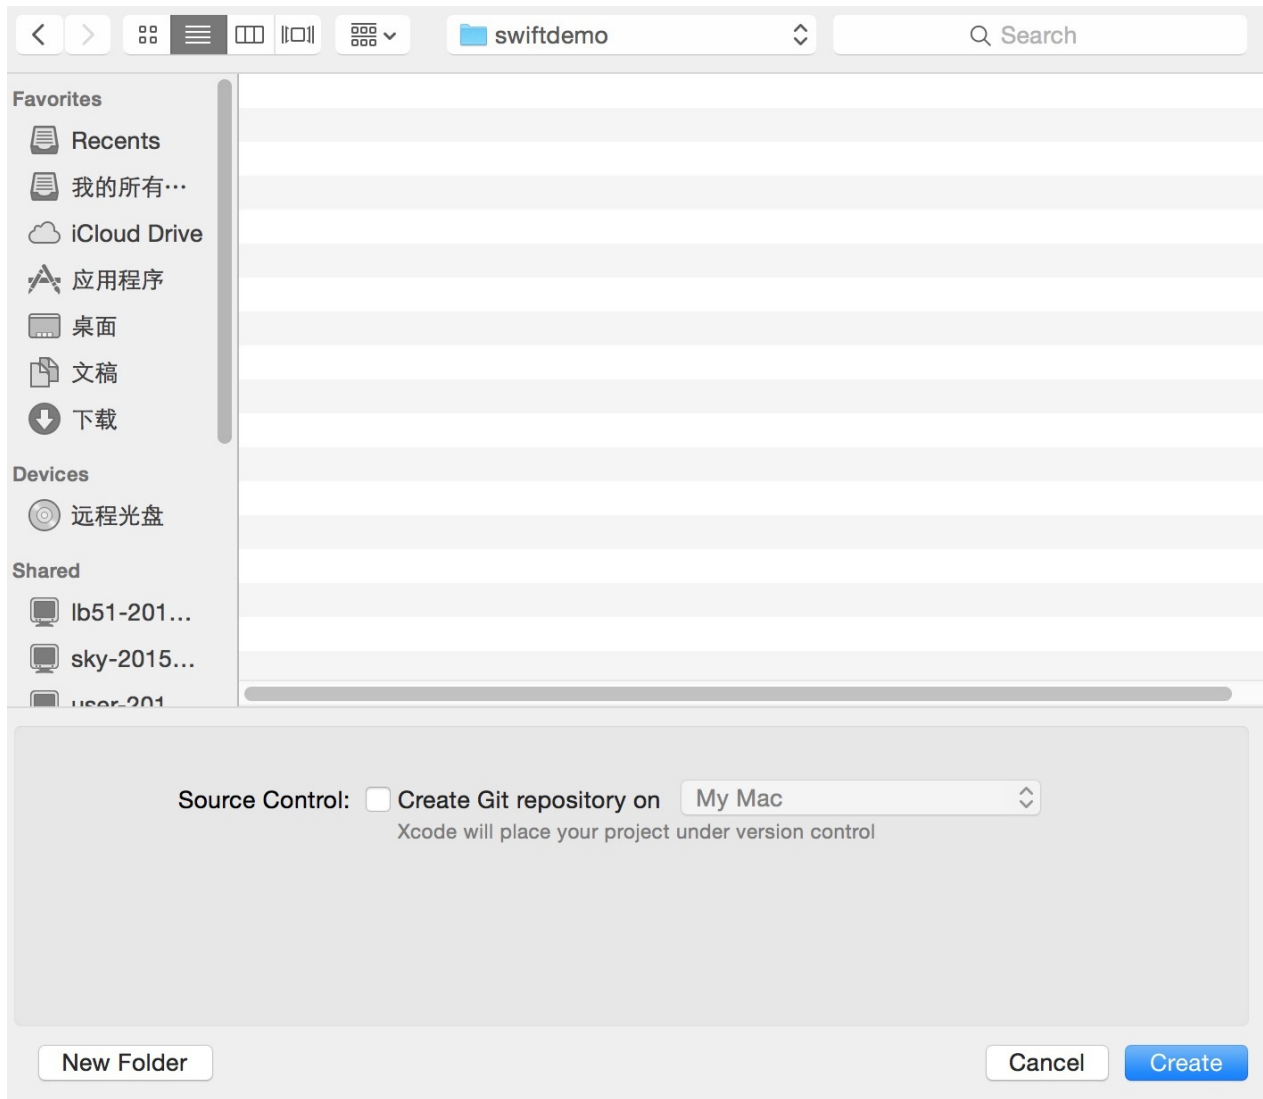 swiftdemo
Search
Favorites
Recents
我的所有…
iCloud Drive
应用程序
桌面
文稿
下载
Devices
远程光盘
Shared
lb51-201...
sky-2015...
user-201
Source Control: Create Git repository on My Mac
Xcode will place your project under version control
New Folder Cancel Create